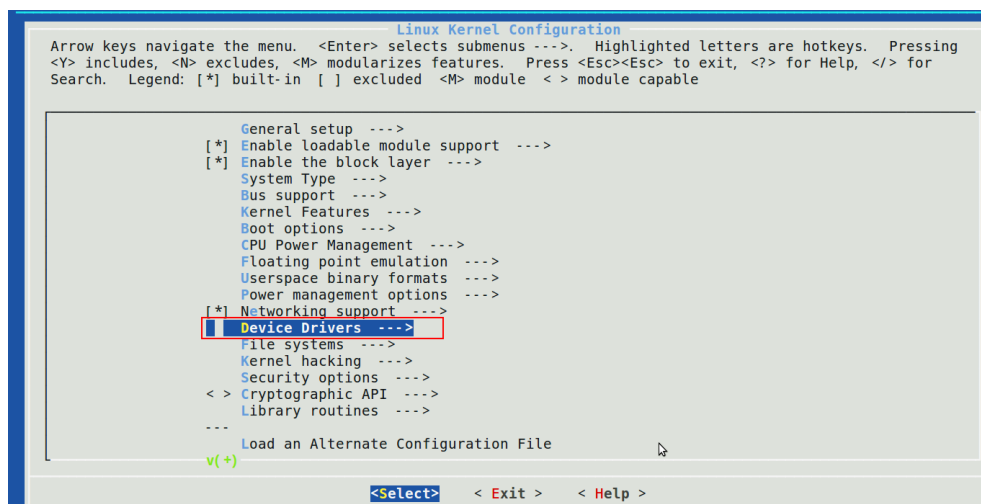 Linux Kernel Configuration
Arrow keys navigate the menu.  <Enter> selects submenus --->.  Highlighted letters are hotkeys.  Pressing
<Y> includes, <N> excludes, <M> modularizes features.  Press <Esc><Esc> to exit, <?> for Help, </> for
Search.  Legend: [*] built-in  [ ] excluded  <M> module  < > module capable
General setup  --->
[*] Enable loadable module support  --->
[*] Enable the block layer  --->
System Type  --->
Bus support  --->
Kernel Features  --->
Boot options  --->
CPU Power Management  --->
Floating point emulation  --->
Userspace binary formats  --->
Power management options  --->
[*] Networking support  --->
Device Drivers  --->
File systems  --->
Kernel hacking  --->
Security options  --->
< > Cryptographic API  --->
Library routines  --->
---
Load an Alternate Configuration File
v(+)
<Select>    < Exit >    < Help >